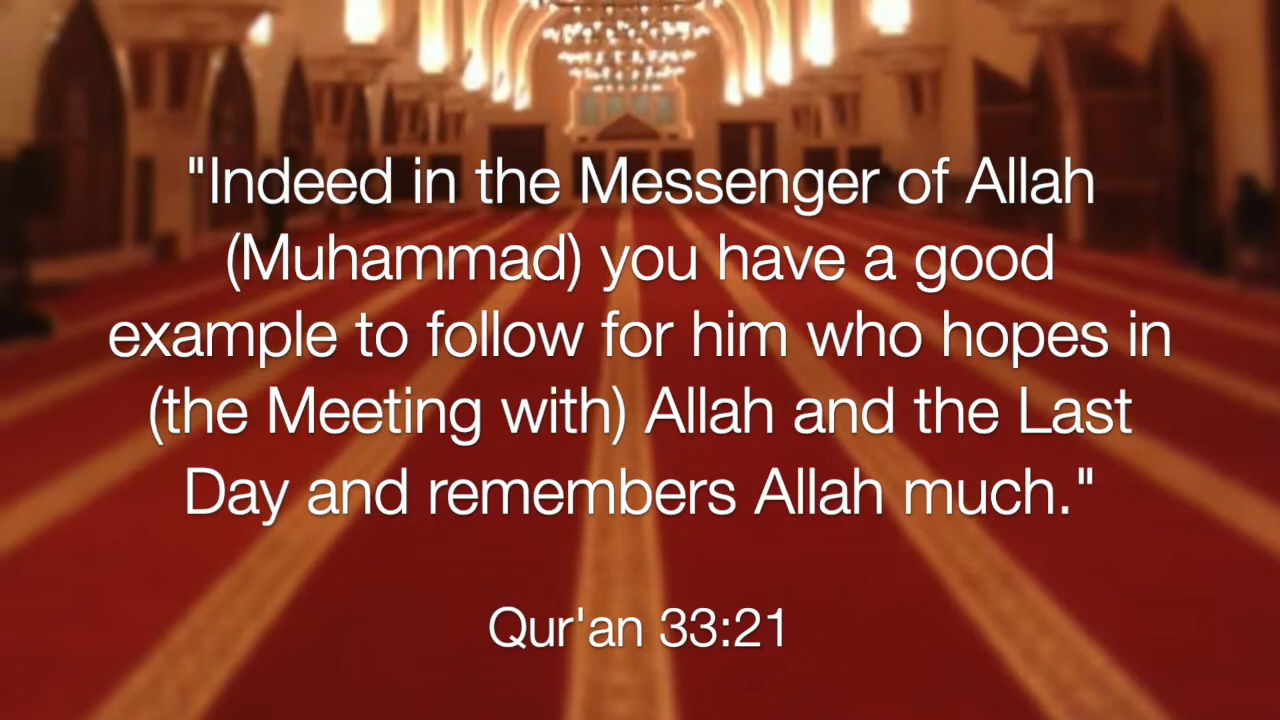 "Indeed in the Messenger of Allah
(Muhammad) you have a good
example to follow for him who hopes in
(the Meeting with) Allah and the Last
Day and remembers Allah much."
Qur'an 33:21